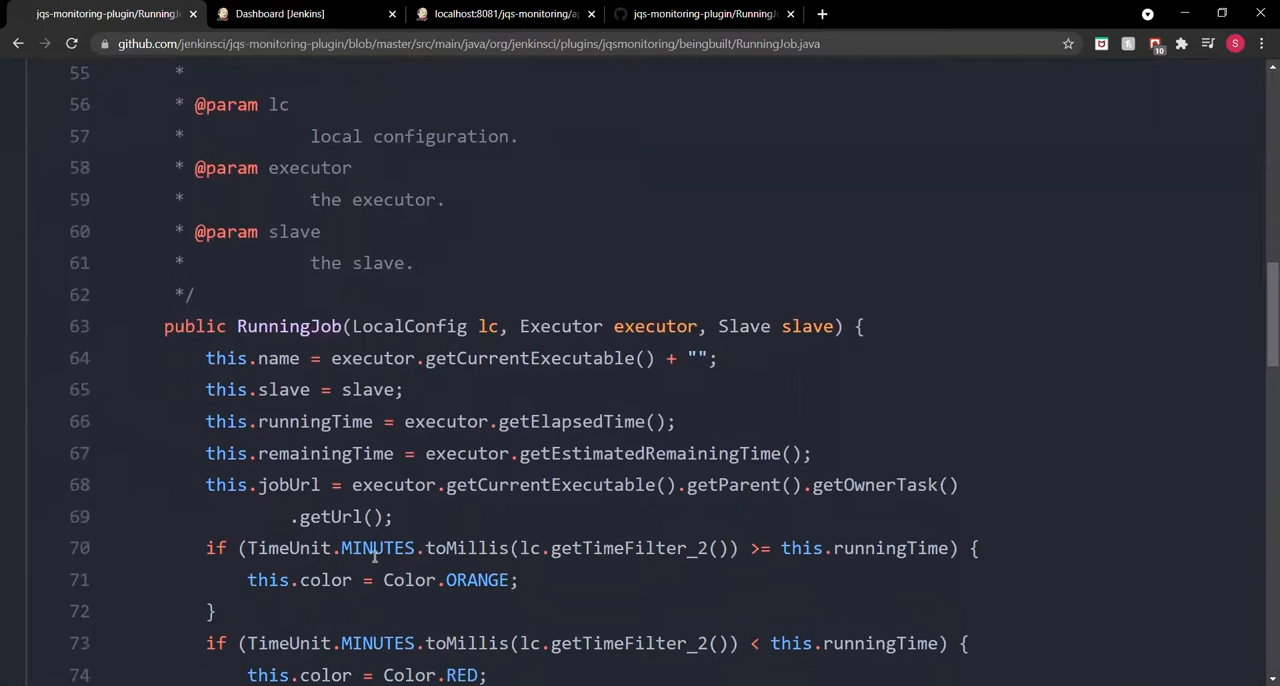 jqs-monitoring-plugin/RunningJ
Dashboard [Jenkins]
localhost:8081/jqs-monitoring/a
jqs-monitoring-plugin/RunningJ
github.com/jenkinsci/jqs-monitoring-plugin/blob/master/src/main/java/org/jenkinsci/plugins/jqsmonitoring/beingbuilt/RunningJob.java
10
S
55 *
56 * @param lc
57 * local configuration.
58 * @param executor
59 * the executor.
60 * @param slave
61 * the slave.
62 */
63 public RunningJob(LocalConfig lc, Executor executor, Slave slave) {
64 this.name = executor.getCurrentExecutable() + "";
65 this.slave = slave;
66 this.runningTime = executor.getElapsedTime();
67 this.remainingTime = executor.getEstimatedRemainingTime();
68 this.jobUrl = executor.getCurrentExecutable().getParent().getOwnerTask()
69 .getUrl();
70 if (TimeUnit.MINUTES.toMillis(lc.getTimeFilter_2()) >= this.runningTime) {
71 this.color = Color.ORANGE;
72 }
73 if (TimeUnit.MINUTES.toMillis(lc.getTimeFilter_2()) < this.runningTime) {
74 this.color = Color.RED;